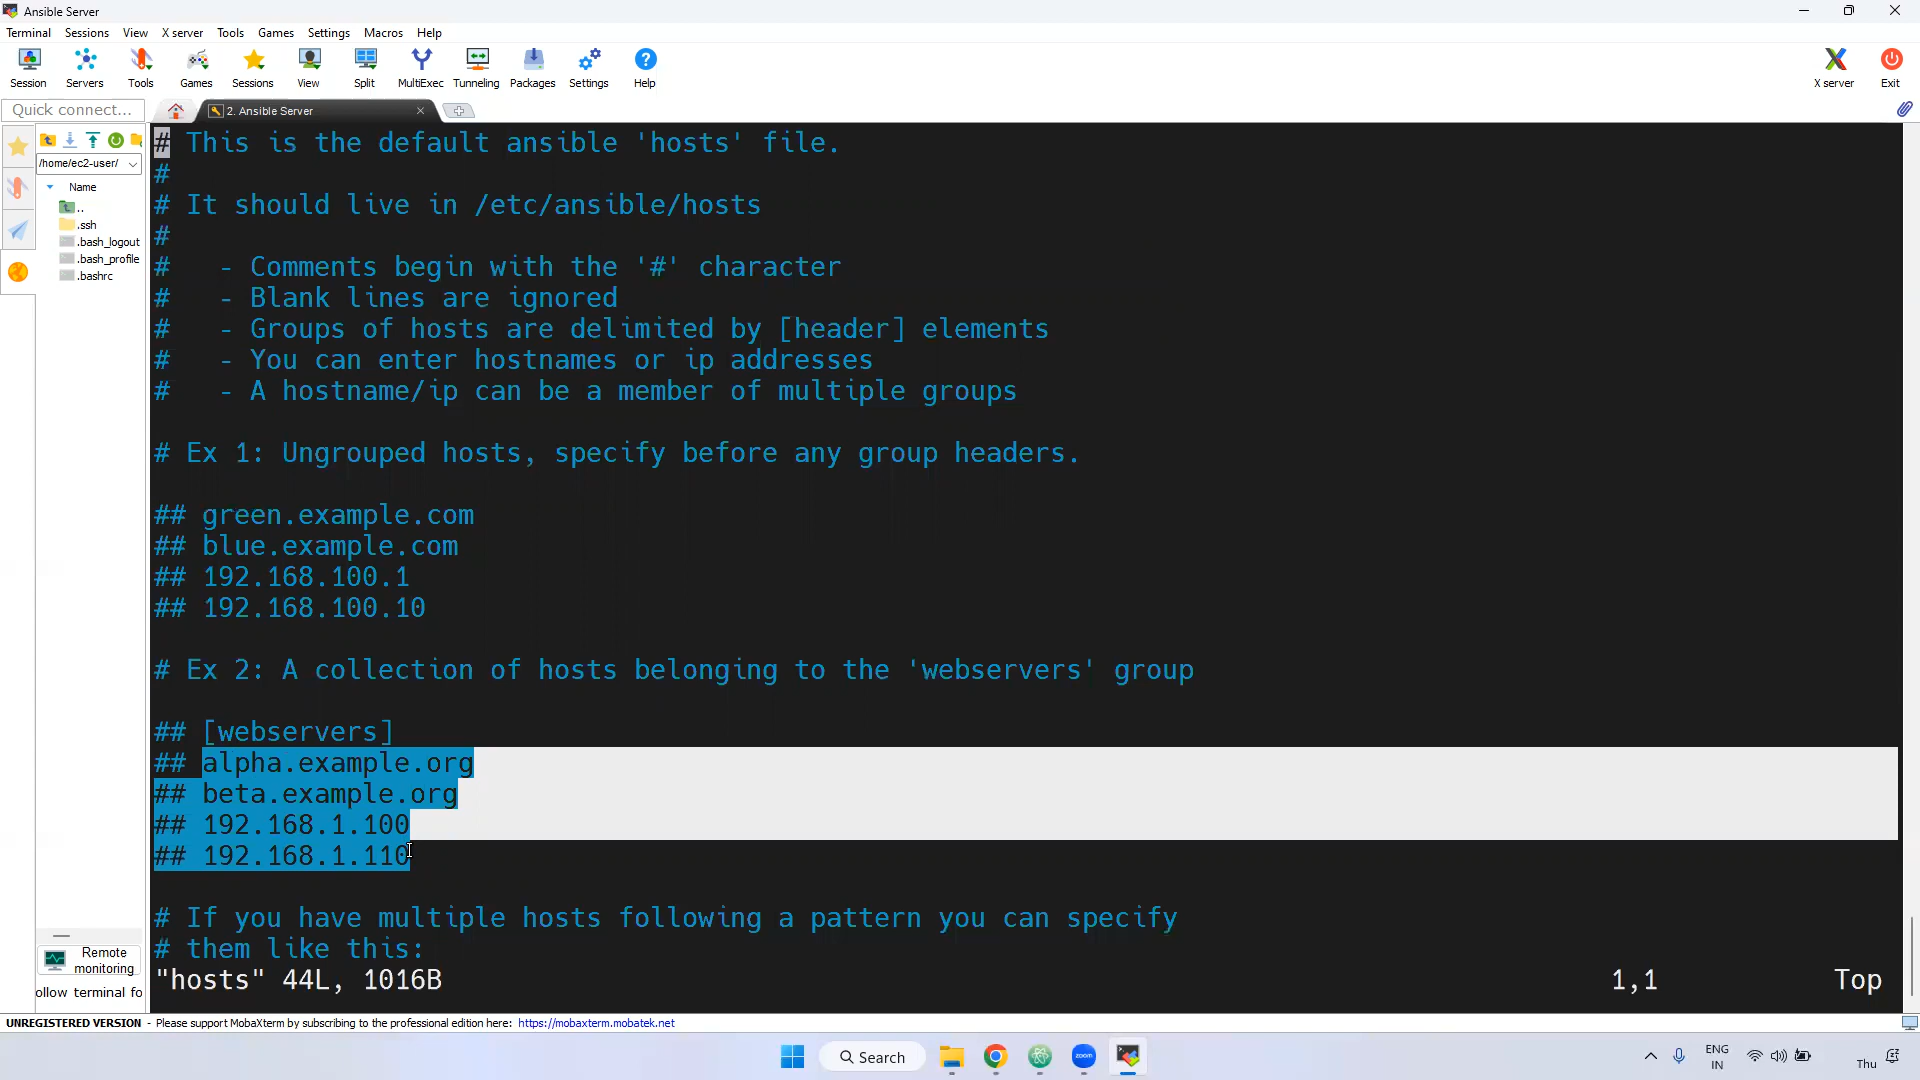 Ansible Server
Terminal Sessions View X server Tools Games Settings Macros Help
Session Servers Tools Games Sessions View Split MultiExec Tunneling Packages Settings Help X server Exit
Quick connect...
2. Ansible Server
/home/ec2-user/
Name
..
.ssh
.bash_logout
.bash_profile
.bashrc
# This is the default ansible 'hosts' file.
#
# It should live in /etc/ansible/hosts
#
#   - Comments begin with the '#' character
#   - Blank lines are ignored
#   - Groups of hosts are delimited by [header] elements
#   - You can enter hostnames or ip addresses
#   - A hostname/ip can be a member of multiple groups
# Ex 1: Ungrouped hosts, specify before any group headers.
## green.example.com
## blue.example.com
## 192.168.100.1
## 192.168.100.10
# Ex 2: A collection of hosts belonging to the 'webservers' group
## [webservers]
## alpha.example.org
## beta.example.org
## 192.168.1.100
## 192.168.1.110
# If you have multiple hosts following a pattern you can specify
# them like this:
"hosts" 44L, 1016B 1,1 Top
Remote
monitoring
ollow terminal fo
UNREGISTERED VERSION - Please support MobaXterm by subscribing to the professional edition here: https://mobaxterm.mobatek.net
Search
zoom
ENG
IN
Thu